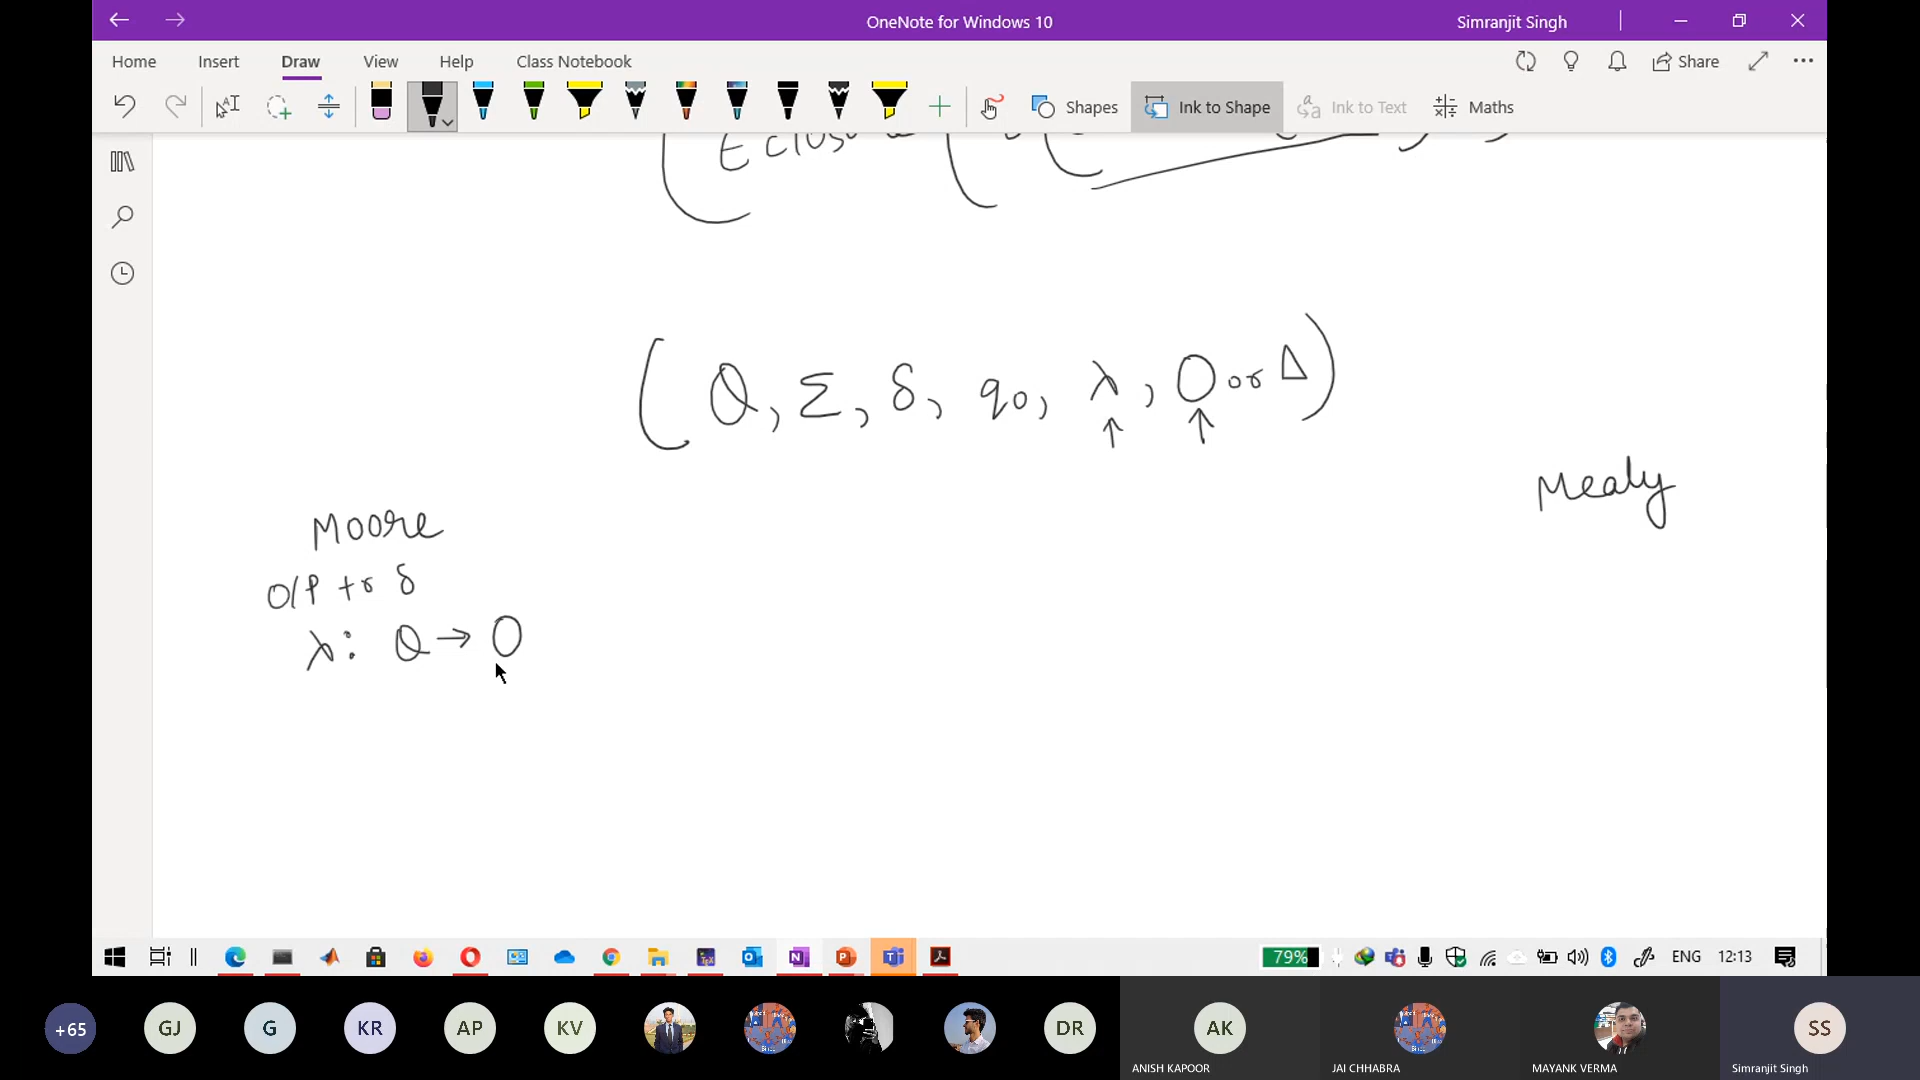 OneNote for Windows 10
Simranjit Singh
Home Insert Draw View Help Class Notebook
Share
Shapes Ink to Shape Ink to Text Maths
ε closu
( Q, Σ, δ, q0, λ, O or Δ )
↑ ↑
Mealy
Moore
O/P tr δ
λ: Q → O
79% ENG 12:13
+65 GJ G KR AP KV DR AK SS
ANISH KAPOOR JAI CHHABRA MAYANK VERMA Simranjit Singh